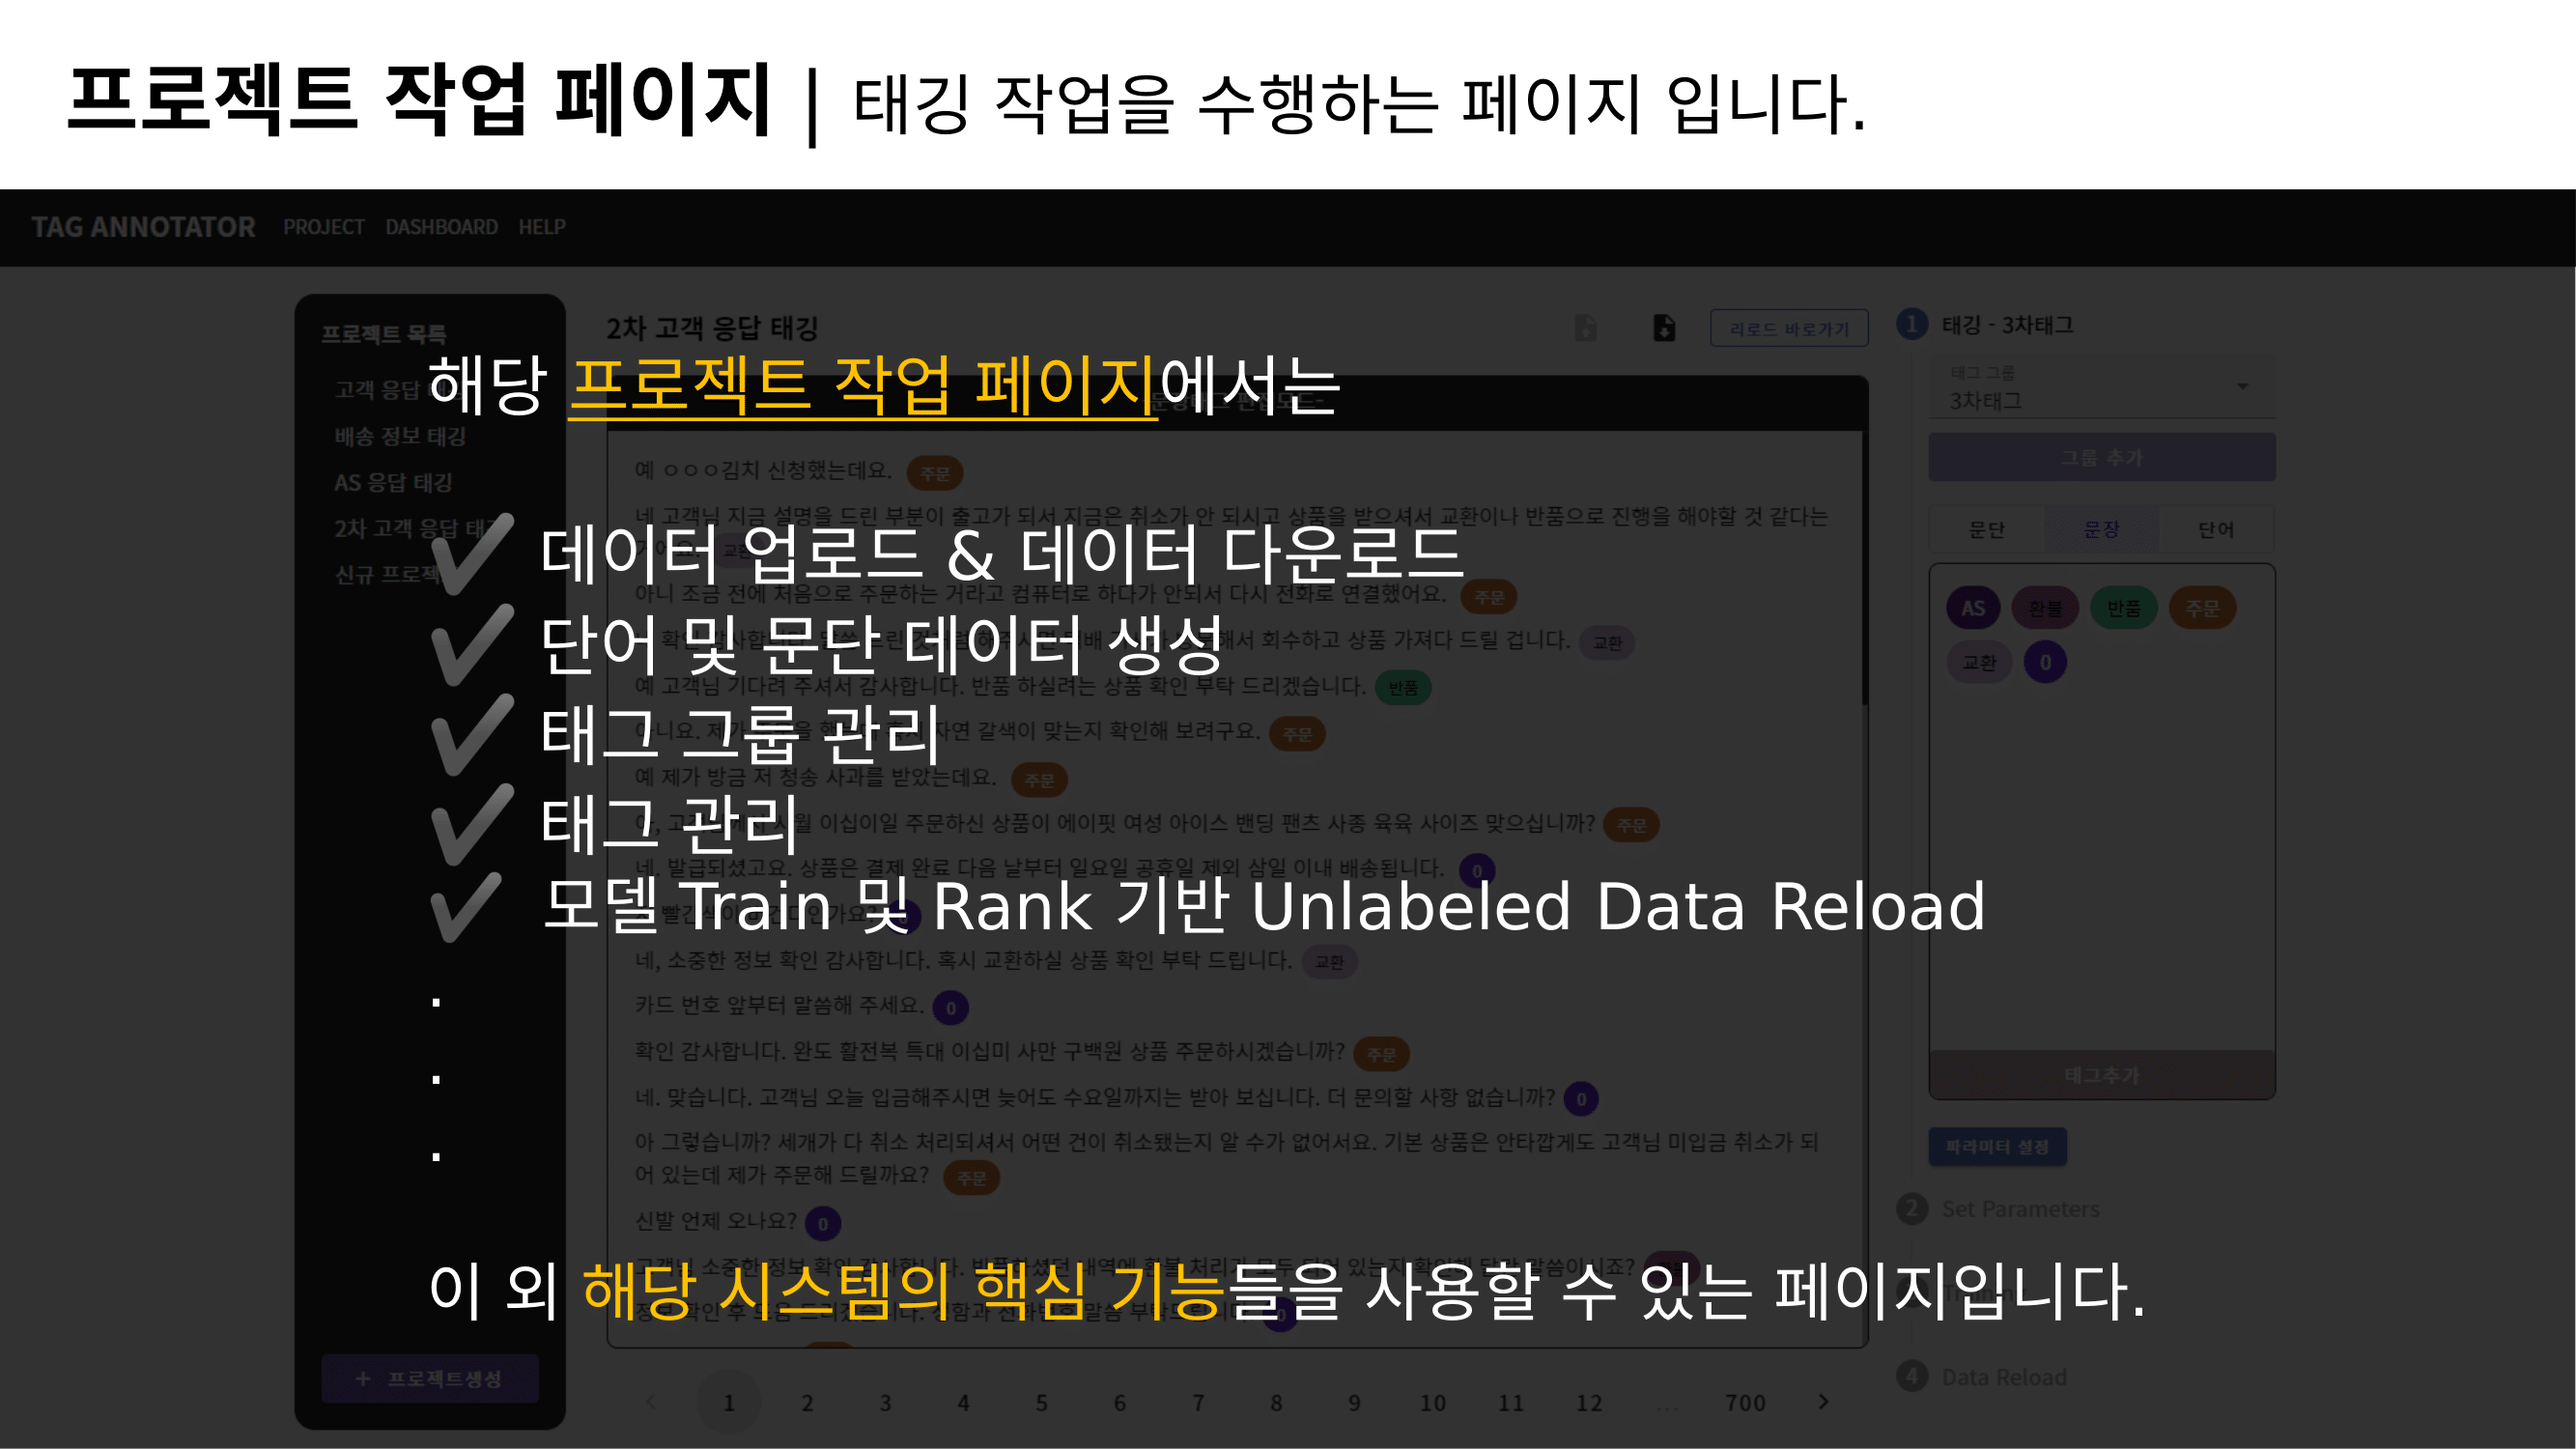 프로젝트 작업 페이지 | 태깅 작업을 수행하는 페이지 입니다.
TAG ANNOTATOR PROJECT DASHBOARD HELP
프로젝트 목록
고객 응답
배송 정보 태깅
AS 응답 태깅
2차 고객 응답
신규
+ 프로젝트생성
2차 고객 응답 태깅
리로드 바로가기
해당 프로젝트 작업 페이지에서는
✔ 데이터 업로드 & 데이터 다운로드
✔ 단어 및 문단 데이터 생성
✔ 태그 그룹 관리
✔ 태그 관리
✔ 모델 Train 및 Rank 기반 Unlabeled Data Reload
.
.
.
이 외 해당 시스템의 핵심 기능들을 사용할 수 있는 페이지입니다.
예 ㅇㅇㅇ김치 신청했는데요. 주문
네 고객님 지금 설명을 드린 부분이 출고가 되서 지금은 취소가 안 되시고 상품을 받으셔서 교환이나 반품으로 진행을 해야할 것 같다는
아니 조금 전에 처음으로 주문하는 거라고 컴퓨터로 하다가 안되서 다시 전화로 연결했어요. 주문
회수하고 상품 가져다 드릴 겁니다. 교환
예 고객님 기다려 주셔서 감사합니다. 반품 하실려는 상품 확인 부탁 드리겠습니다. 반품
자연 갈색이 맞는지 확인해 보려구요. 주문
예 제가 방금 저 청송 사과를 받았는데요. 주문
이십이일 주문하신 상품이 에이핏 여성 아이스 밴딩 팬츠 사종 육육 사이즈 맞으십니까? 주문
네. 발급되셨고요. 상품은 결제 완료 다음 날부터 일요일 공휴일 제외 삼일 이내 배송됩니다. 0
네, 소중한 정보 확인 감사합니다. 혹시 교환하실 상품 확인 부탁 드립니다. 교환
카드 번호 앞부터 말씀해 주세요. 0
확인 감사합니다. 완도 활전복 특대 이십미 사만 구백원 상품 주문하시겠습니까? 주문
네. 맞습니다. 고객님 오늘 입금해주시면 늦어도 수요일까지는 받아 보십니다. 더 문의할 사항 없습니까? 0
아 그렇습니까? 세개가 다 취소 처리되셔서 어떤 건이 취소됐는지 알 수가 없어서요. 기본 상품은 안타깝게도 고객님 미입금 취소가 되
어 있는데 제가 주문해 드릴까요? 주문
신발 언제 오나요? 0
1 2 3 4 5 6 7 8 9 10 11 12 ... 700
1 태깅 - 3차태그
태그 그룹
3차태그
그룹 추가
문단 문장 단어
AS 환불 반품 주문
교환 0
태그추가
파라미터 설정
2 Set Parameters
4 Data Reload